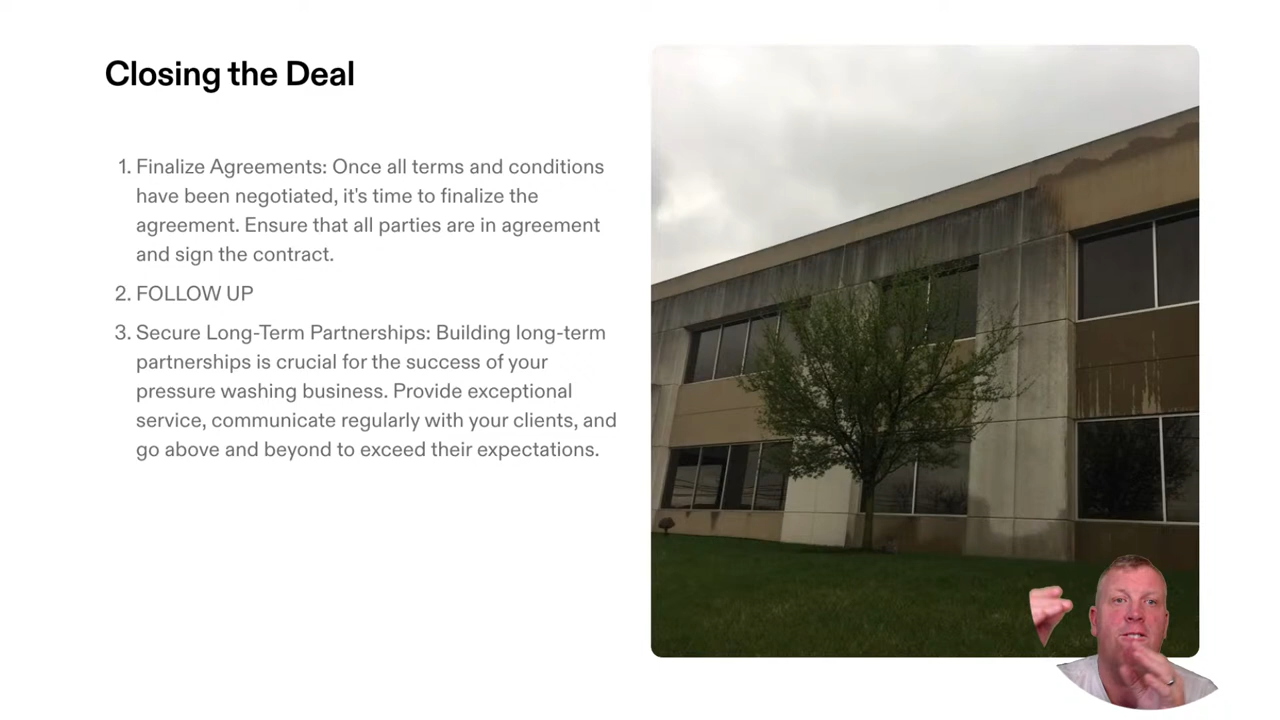 Closing the Deal
1. Finalize Agreements: Once all terms and conditions
have been negotiated, it's time to finalize the
agreement. Ensure that all parties are in agreement
and sign the contract.
2. FOLLOW UP
3. Secure Long-Term Partnerships: Building long-term
partnerships is crucial for the success of your
pressure washing business. Provide exceptional
service, communicate regularly with your clients, and
go above and beyond to exceed their expectations.